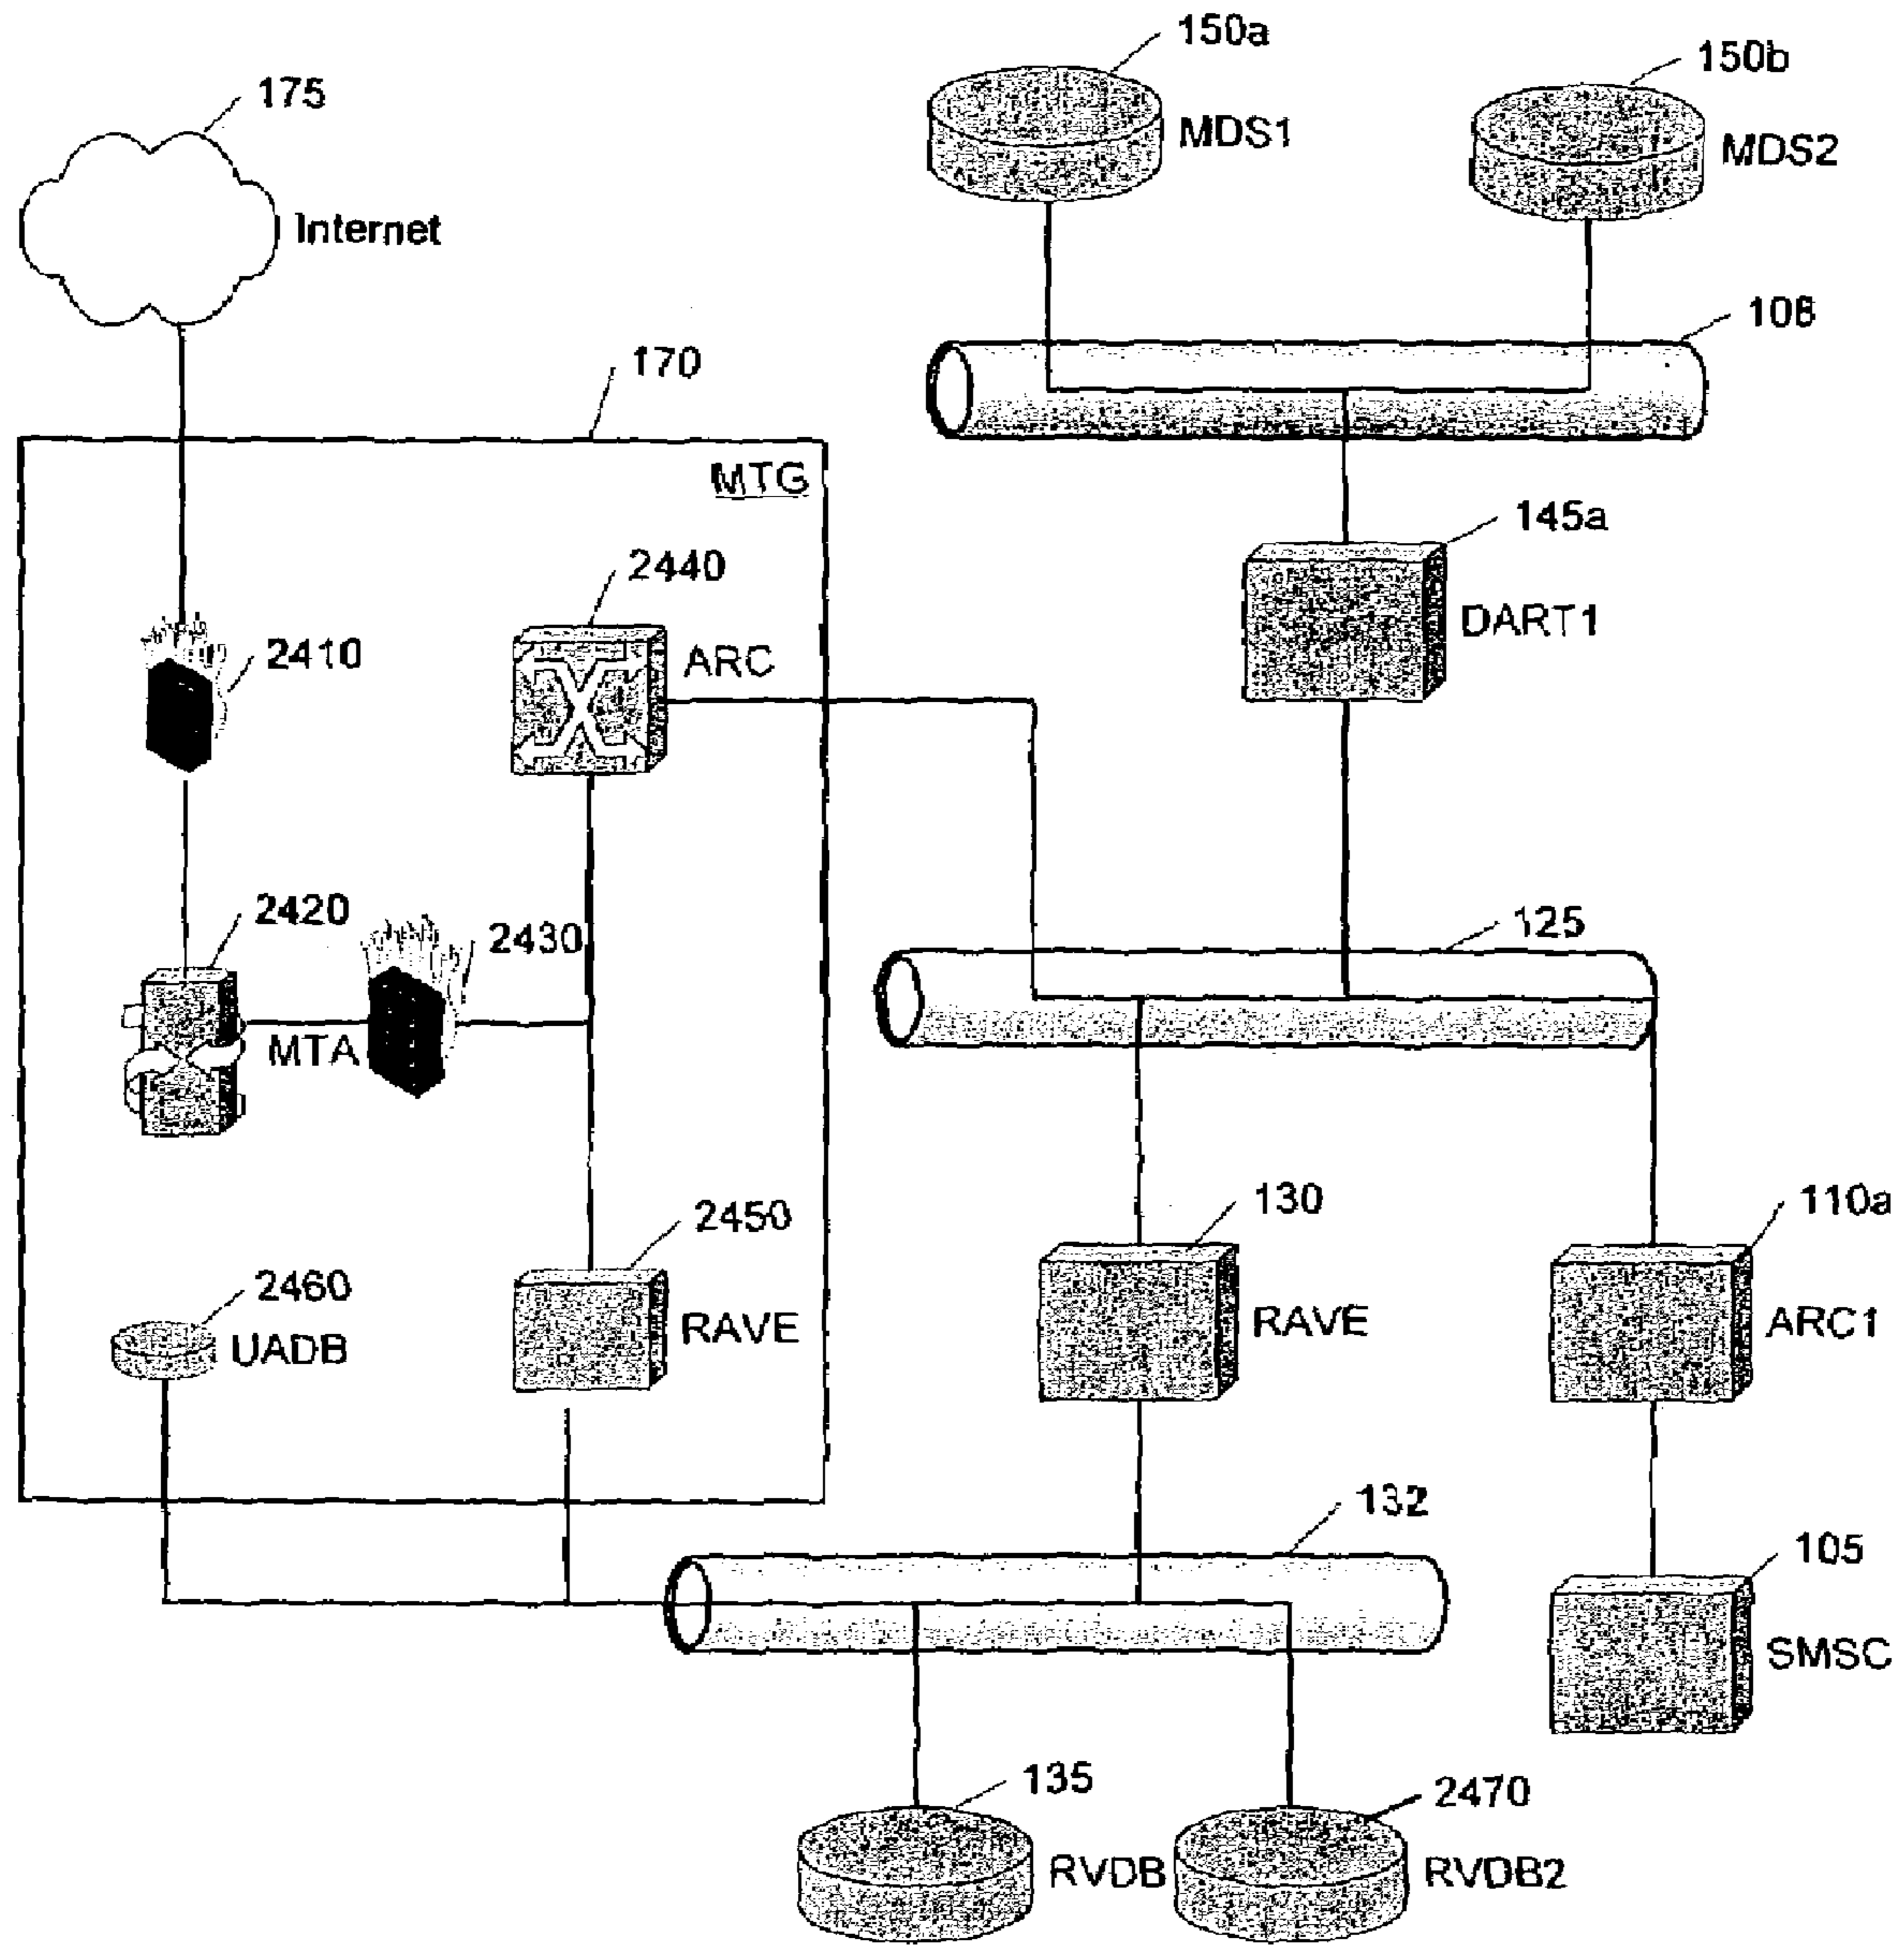 150a
MDS1
150b
MDS2
175
Internet
108
170
MTG
145a
DART1
2440
ARC
2410
2420
MTA
2430
125
130
RAVE
110a
ARC1
2450
RAVE
2460
UADB
132
105
SMSC
135
RVDB
2470
RVDB2